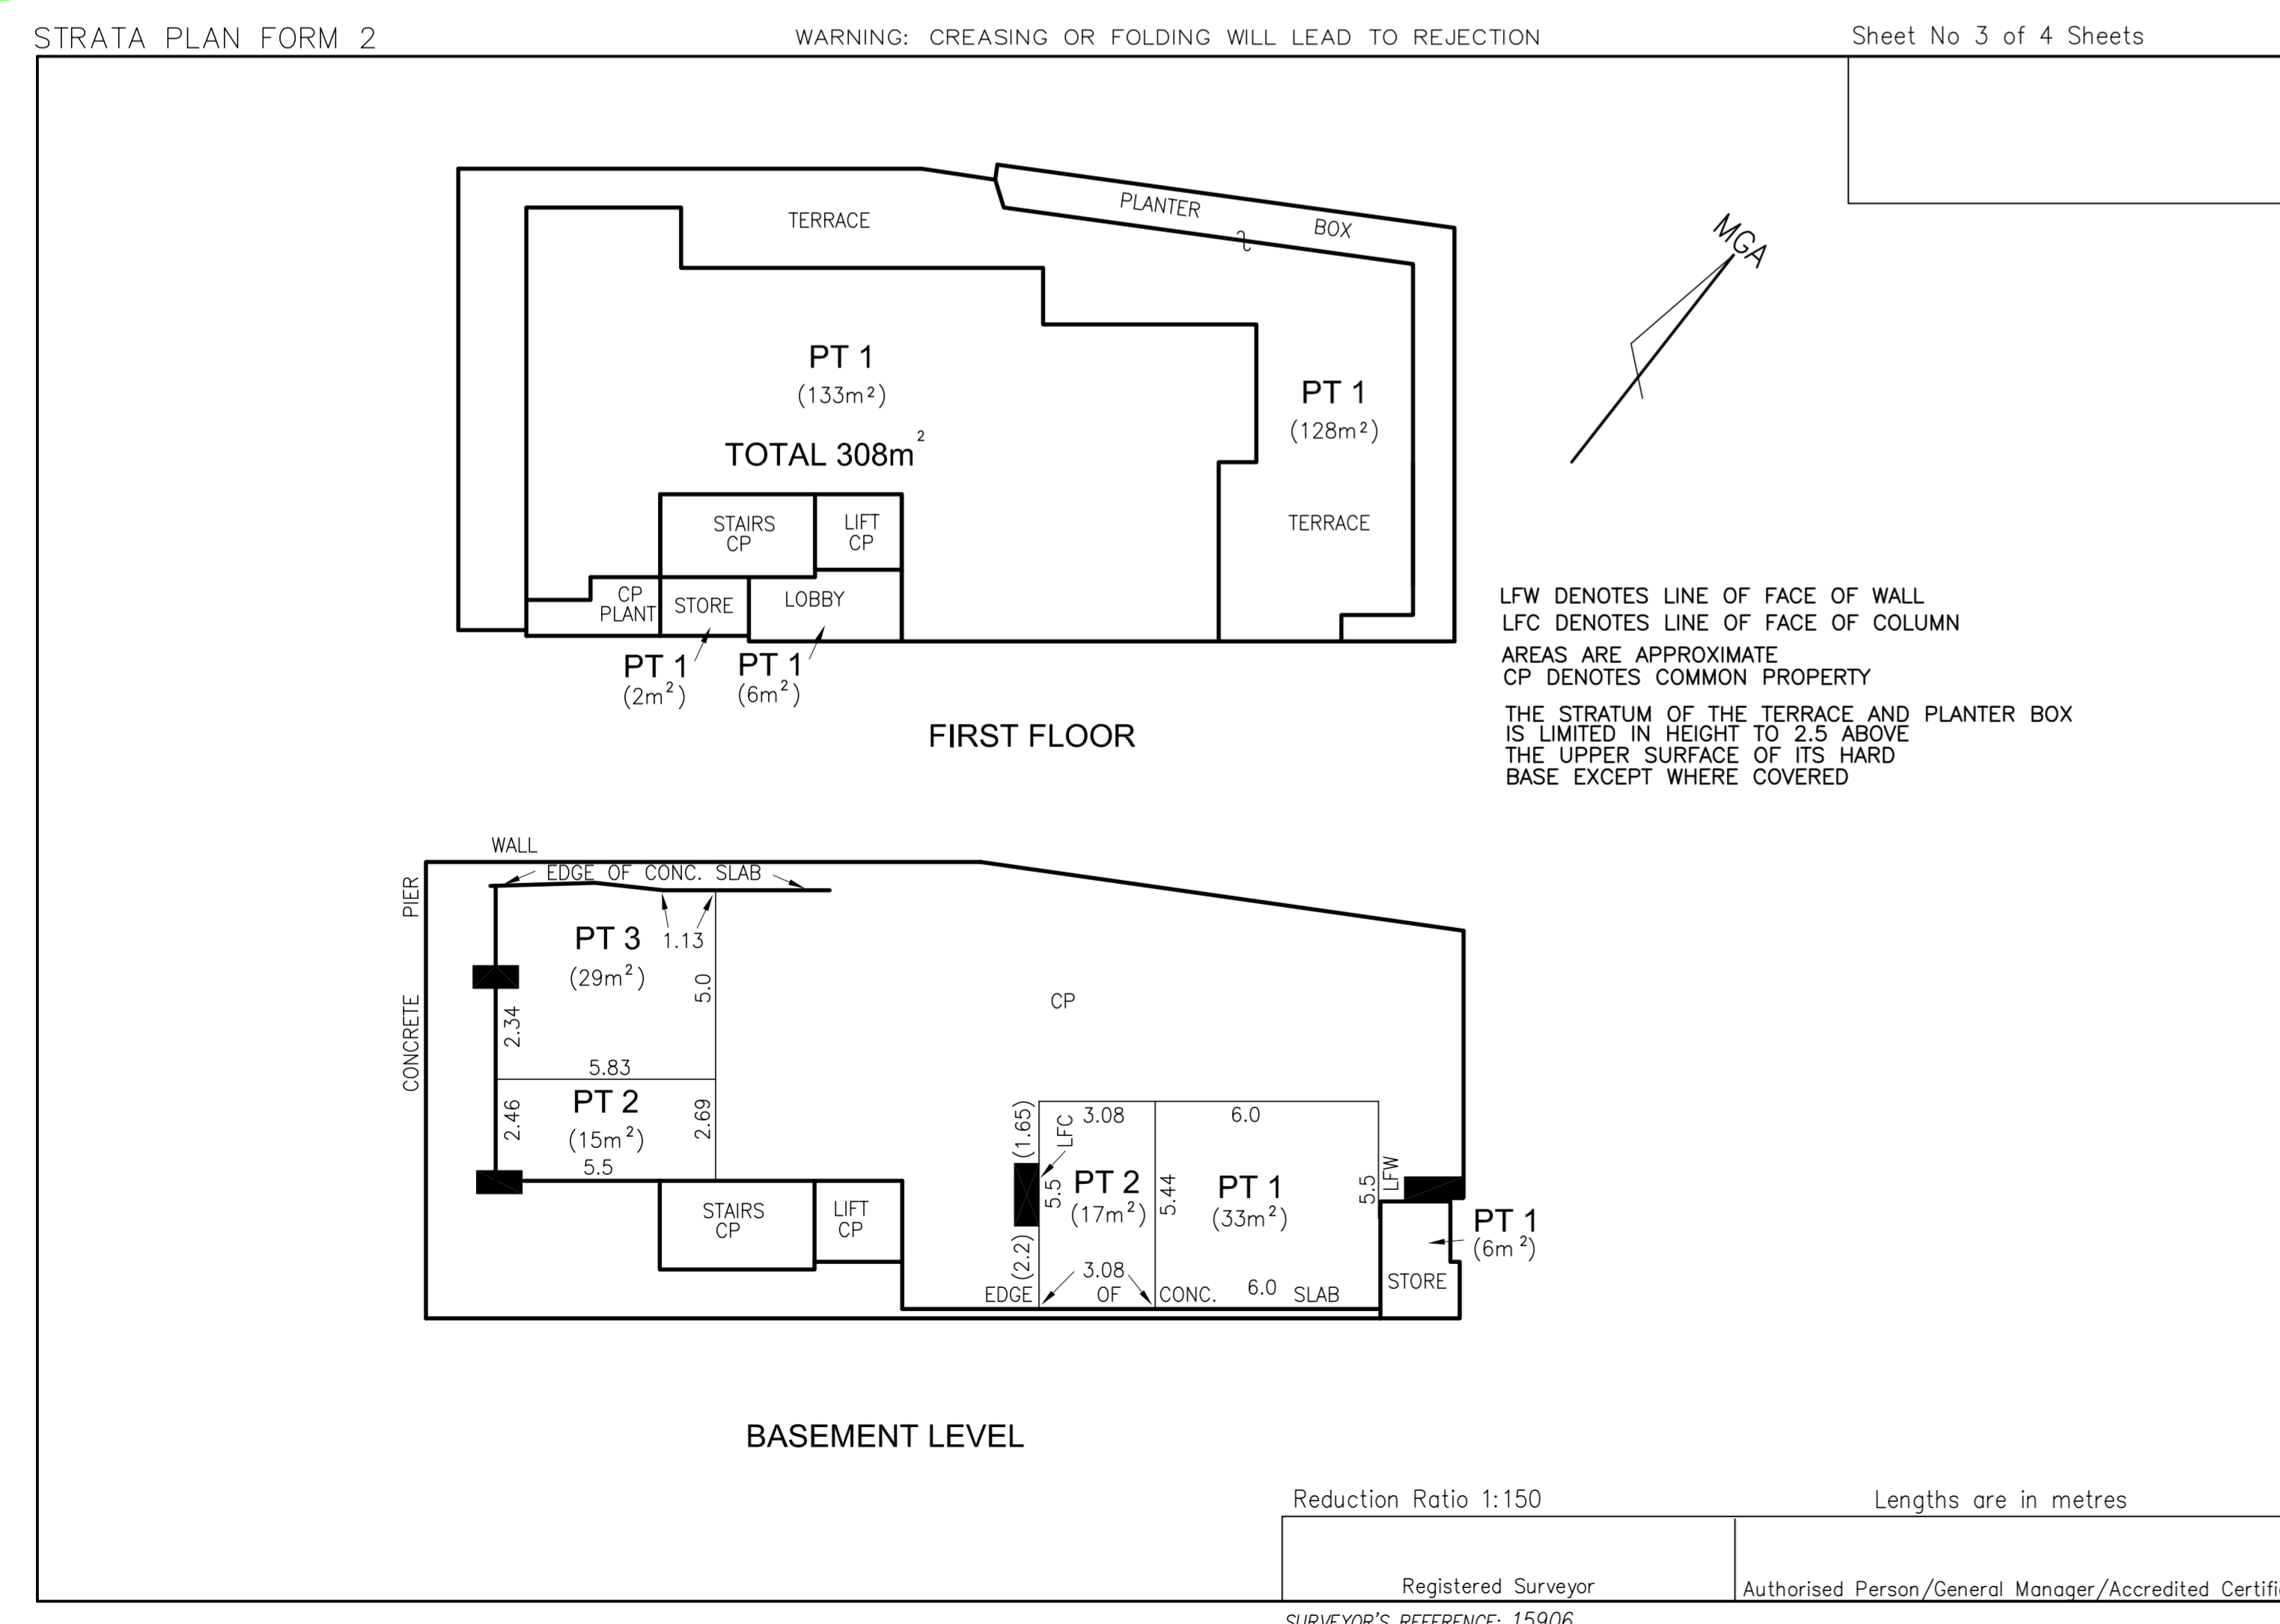 STRATA PLAN FORM 2
WARNING: CREASING OR FOLDING WILL LEAD TO REJECTION
Sheet No 3 of 4 Sheets
TERRACE
PLANTER BOX
MGA
PT 1
(133m²)
TOTAL 308m²
PT 1
(128m²)
TERRACE
STAIRS
CP
LIFT
CP
CP
PLANT
STORE
LOBBY
PT 1
(2m²)
PT 1
(6m²)
FIRST FLOOR
LFW DENOTES LINE OF FACE OF WALL
LFC DENOTES LINE OF FACE OF COLUMN
AREAS ARE APPROXIMATE
CP DENOTES COMMON PROPERTY
THE STRATUM OF THE TERRACE AND PLANTER BOX
IS LIMITED IN HEIGHT TO 2.5 ABOVE
THE UPPER SURFACE OF ITS HARD
BASE EXCEPT WHERE COVERED
WALL
EDGE OF CONC. SLAB
CONCRETE PIER
PT 3
(29m²)
1.13
5.0
2.34
5.83
PT 2
(15m²)
2.46
2.69
5.5
CP
STAIRS
CP
LIFT
CP
(1.65)
LFC
3.08
6.0
5.5
PT 2
(17m²)
5.44
PT 1
(33m²)
5.5
LFW
PT 1
(6m²)
STORE
(2.2)
3.08
6.0
EDGE OF CONC. SLAB
BASEMENT LEVEL
Reduction Ratio 1:150
Lengths are in metres
Registered Surveyor
Authorised Person/General Manager/Accredited Certifi
SURVEYOR'S REFERENCE: 15906